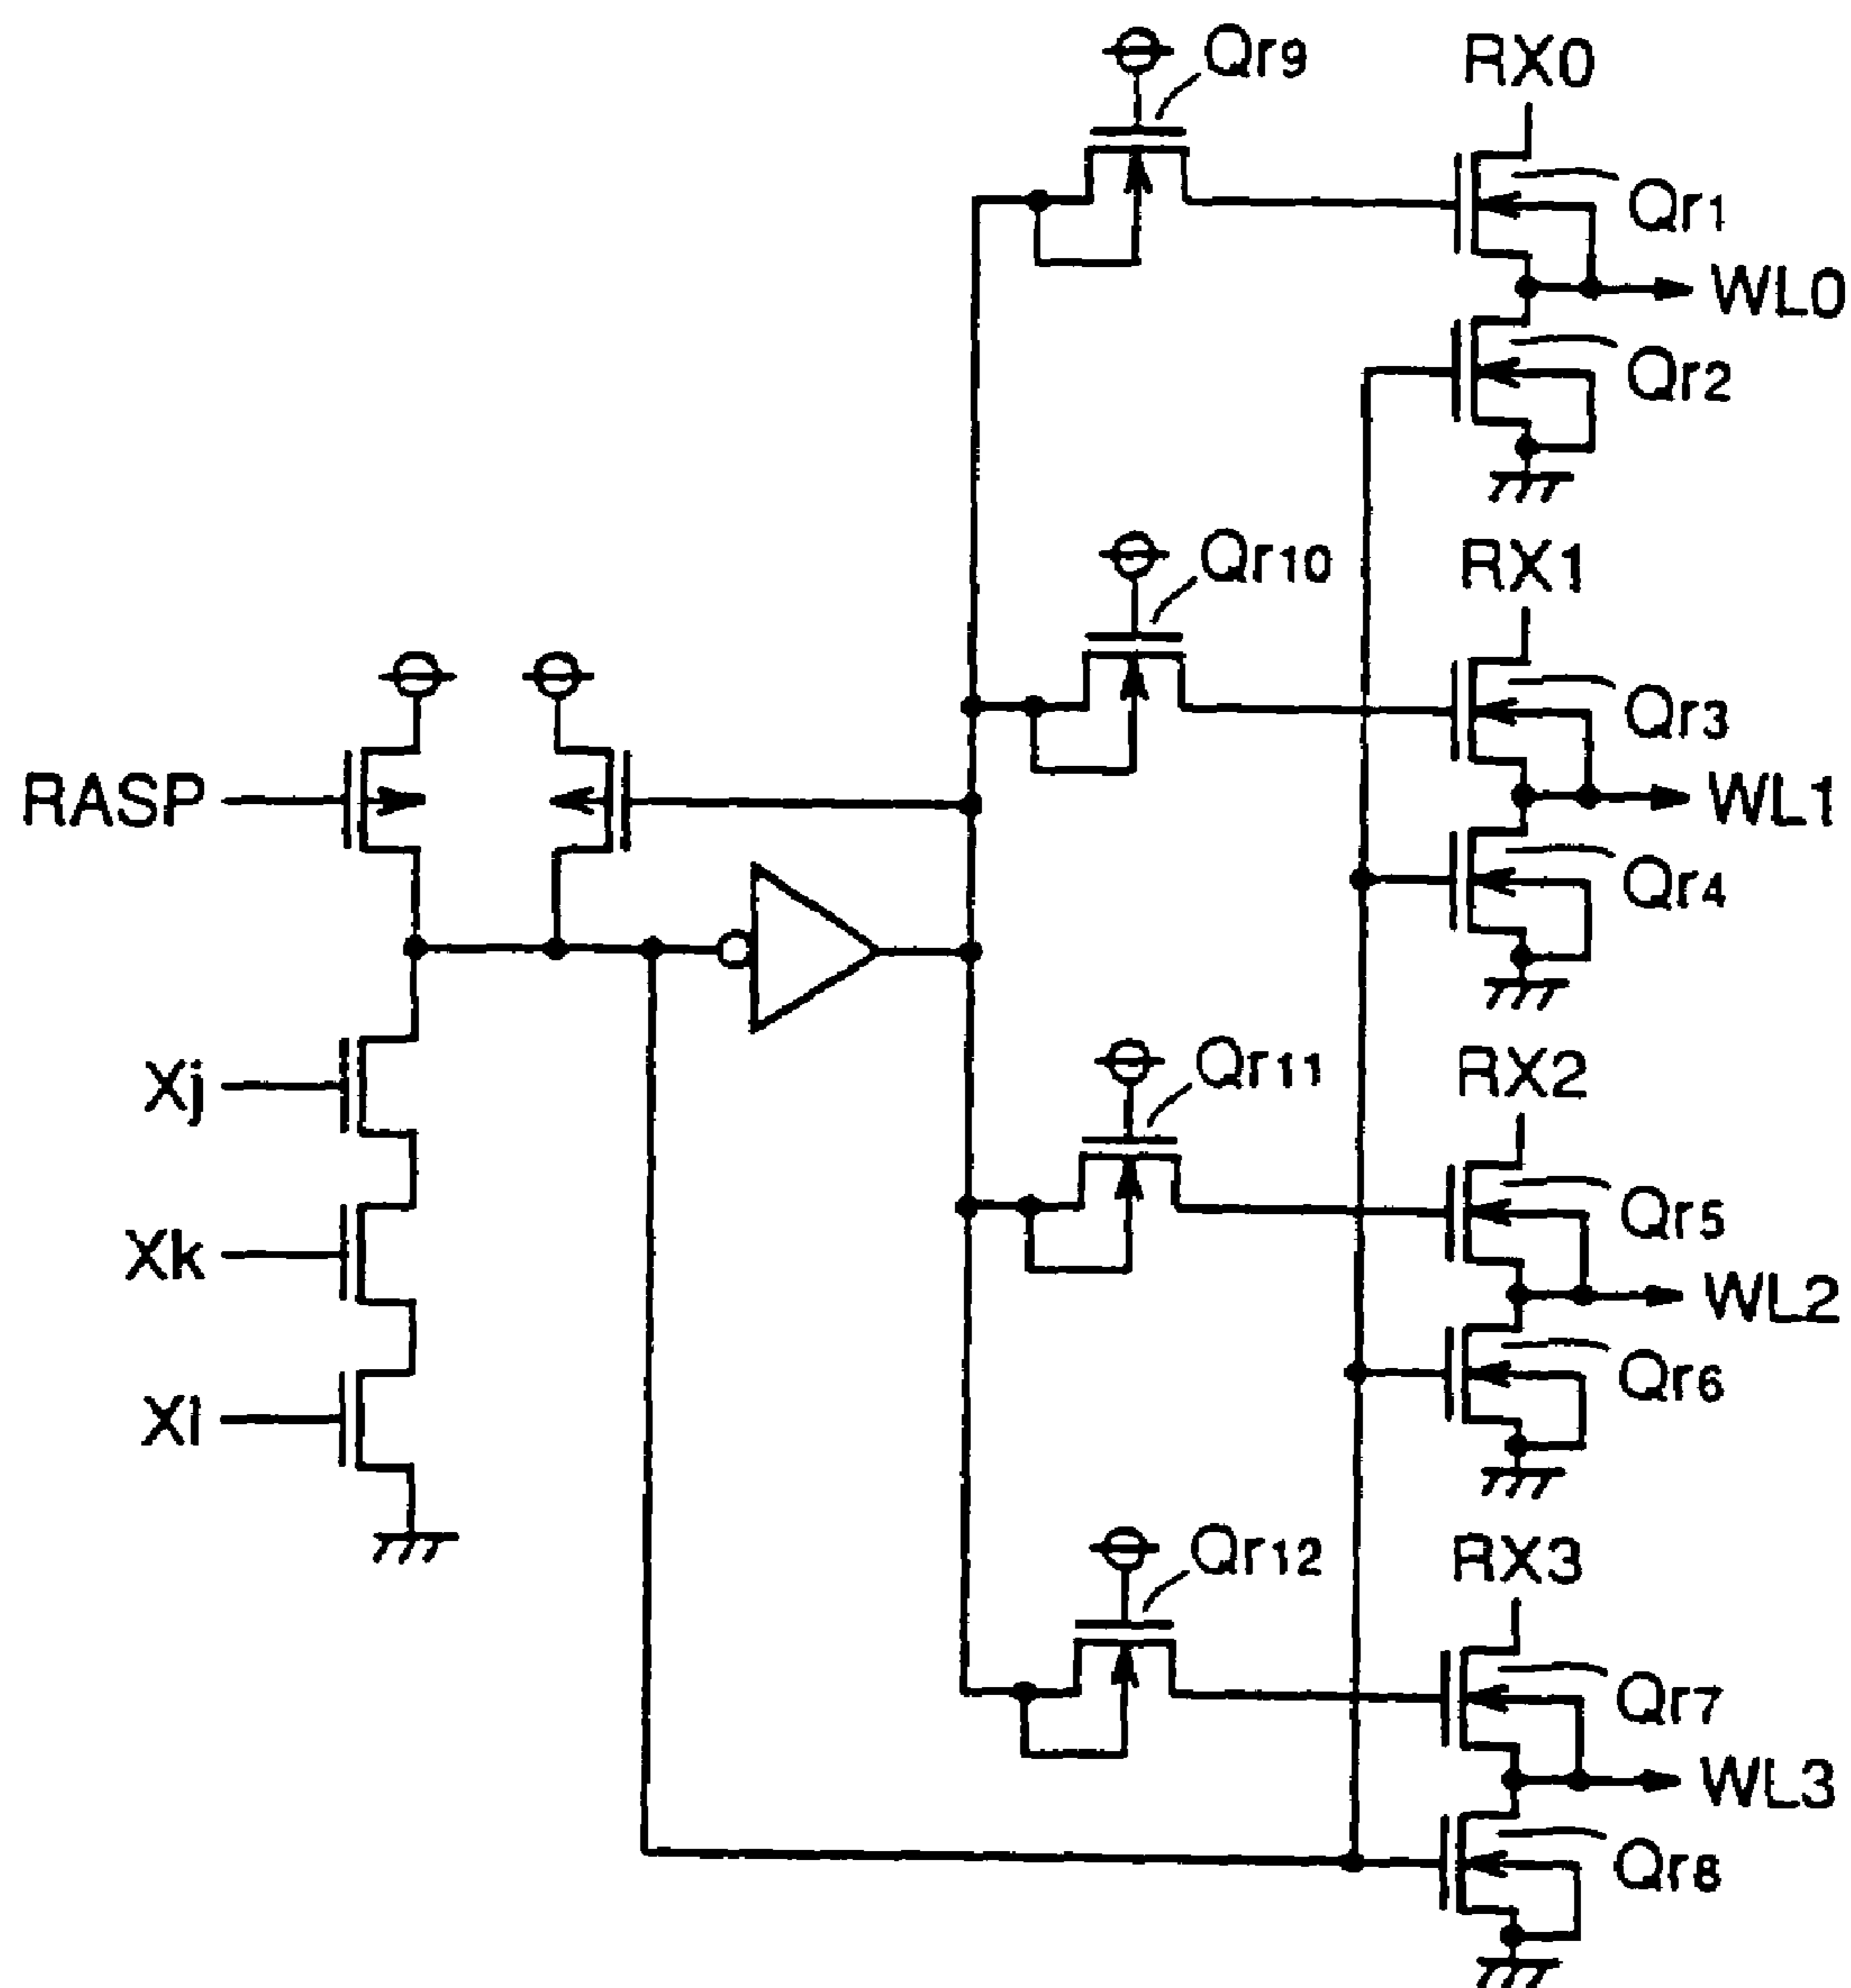 Qr9
RX0
Qr1
WL0
Qr2
Qr10
RX1
Qr3
RASP
WL1
Qr4
Qr11
RX2
Xj
Qr5
Xk
WL2
Qr6
Xl
Qr12
RX3
Qr7
WL3
Qr8